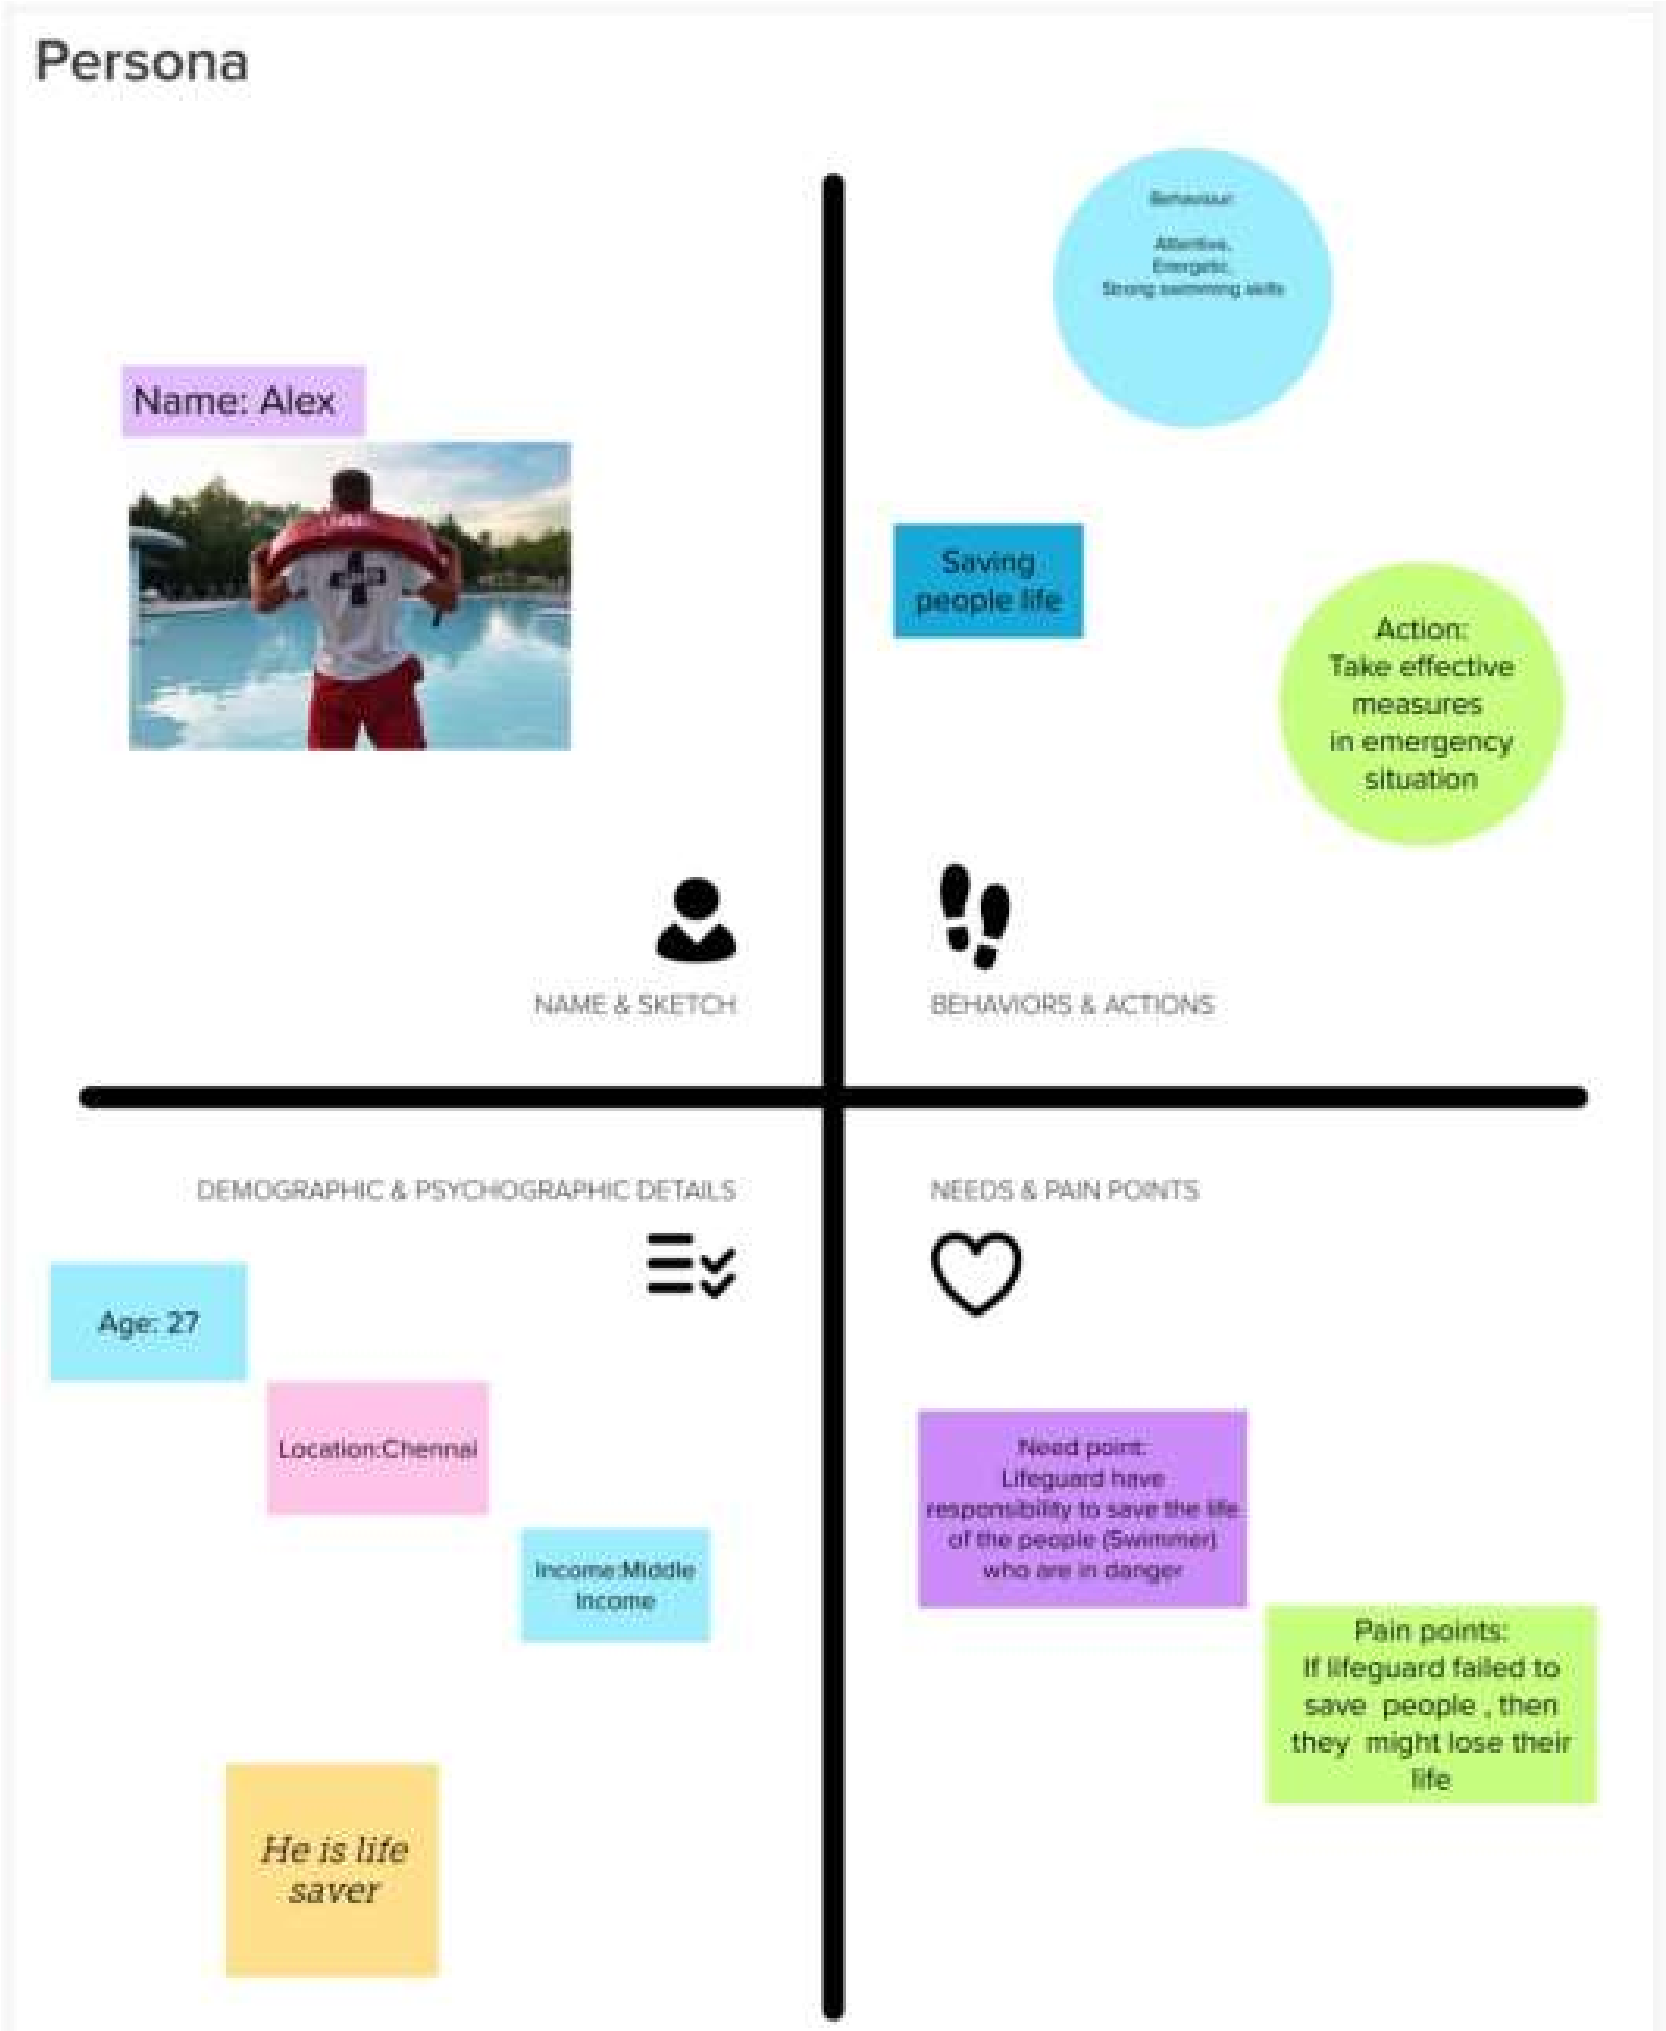 Persona
Name: Alex
NAME & SKETCH
Behaviour:
Attentive,
Energetic,
Strong swimming skills
Saving
people life
Action:
Take effective
measures
in emergency
situation
BEHAVIORS & ACTIONS
DEMOGRAPHIC & PSYCHOGRAPHIC DETAILS
Age: 27
Location:Chennai
Income:Middle
Income
He is life
saver
NEEDS & PAIN POINTS
Need point:
Lifeguard have
responsibility to save the life
of the people (Swimmer)
who are in danger
Pain points:
If lifeguard failed to
save people , then
they might lose their
life